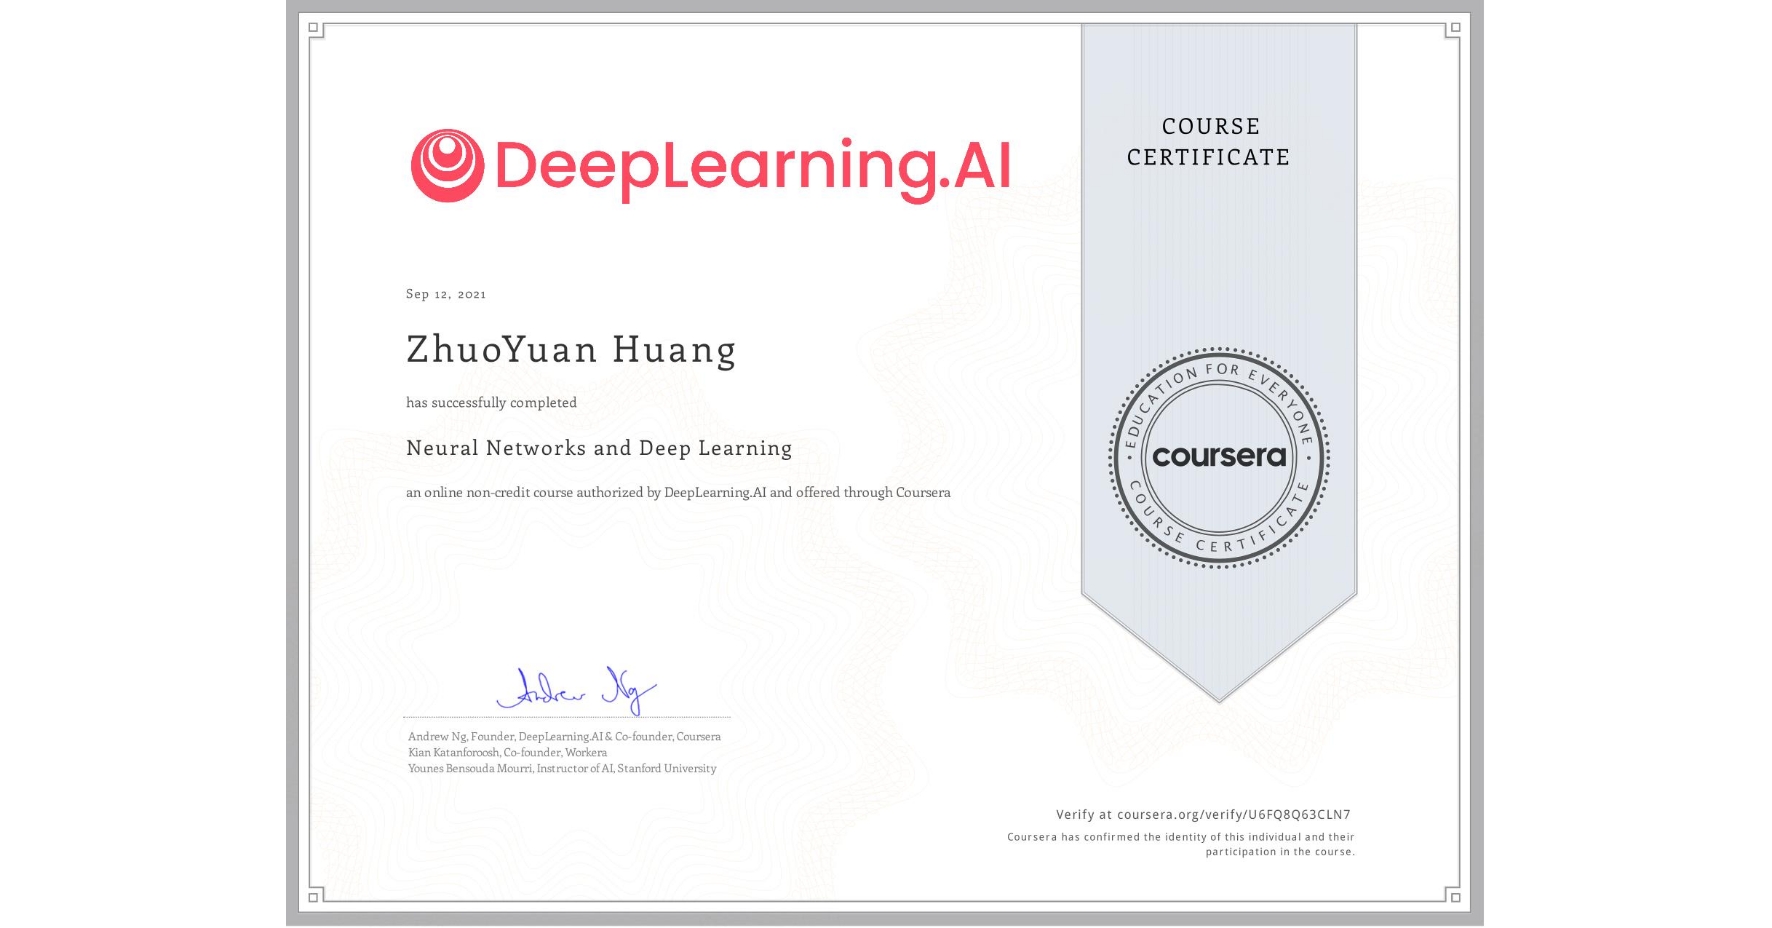 DeepLearning.AI
COURSE
CERTIFICATE
Sep 12, 2021
ZhuoYuan Huang
has successfully completed
Neural Networks and Deep Learning
an online non-credit course authorized by DeepLearning.AI and offered through Coursera
EDUCATION FOR EVERYONE
coursera
COURSE CERTIFICATE
Andrew Ng
Andrew Ng, Founder, DeepLearning.AI & Co-founder, Coursera
Kian Katanforoosh, Co-founder, Workera
Younes Bensouda Mourri, Instructor of AI, Stanford University
Verify at coursera.org/verify/U6FQ8Q63CLN7
Coursera has confirmed the identity of this individual and their
participation in the course.